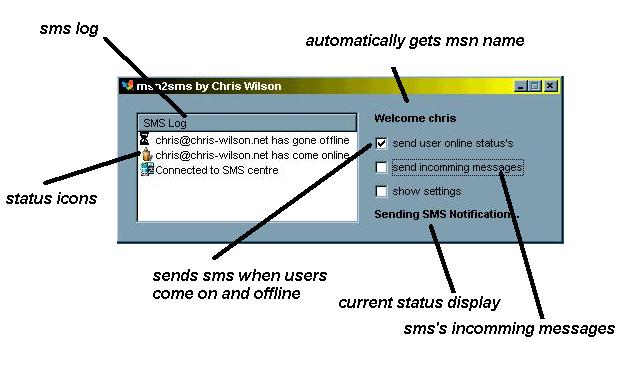 sms log
automatically gets msn name
msn2sms by Chris Wilson
SMS Log
chris@chris-wilson.net has gone offline
chris@chris-wilson.net has come online
Connected to SMS centre
Welcome chris
send user online status's
send incomming messages
show settings
Sending SMS Notification...
status icons
sends sms when users
come on and offline
current status display
sms's incomming messages